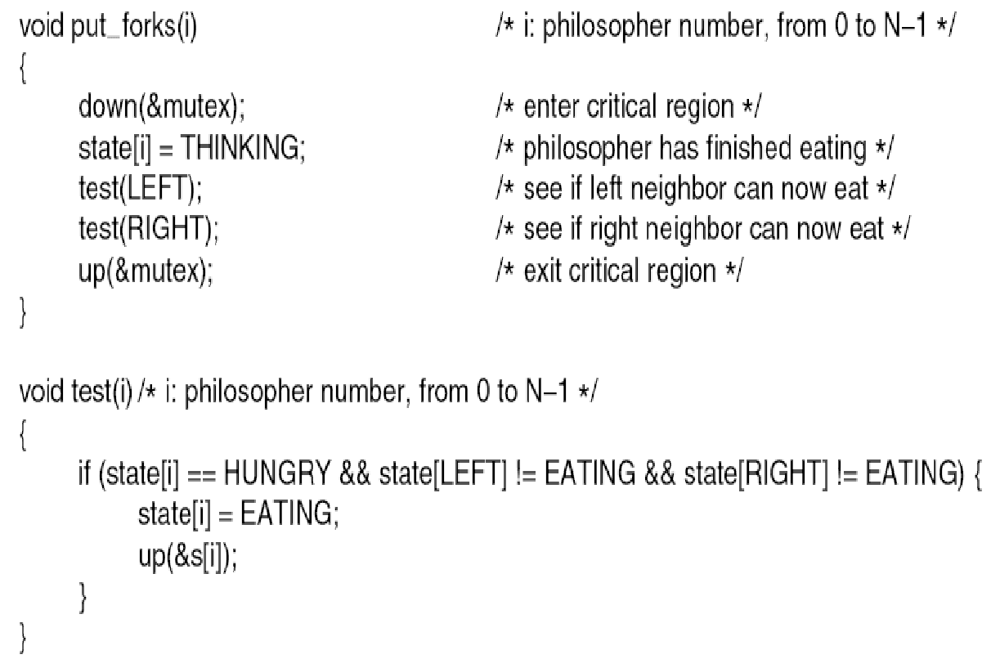 void put_forks(i) /* i: philosopher number, from 0 to N–1 */
{
down(&mutex); /* enter critical region */
state[i] = THINKING; /* philosopher has finished eating */
test(LEFT); /* see if left neighbor can now eat */
test(RIGHT); /* see if right neighbor can now eat */
up(&mutex); /* exit critical region */
}
void test(i) /* i: philosopher number, from 0 to N–1 */
{
if (state[i] == HUNGRY && state[LEFT] != EATING && state[RIGHT] != EATING) {
state[i] = EATING;
up(&s[i]);
}
}